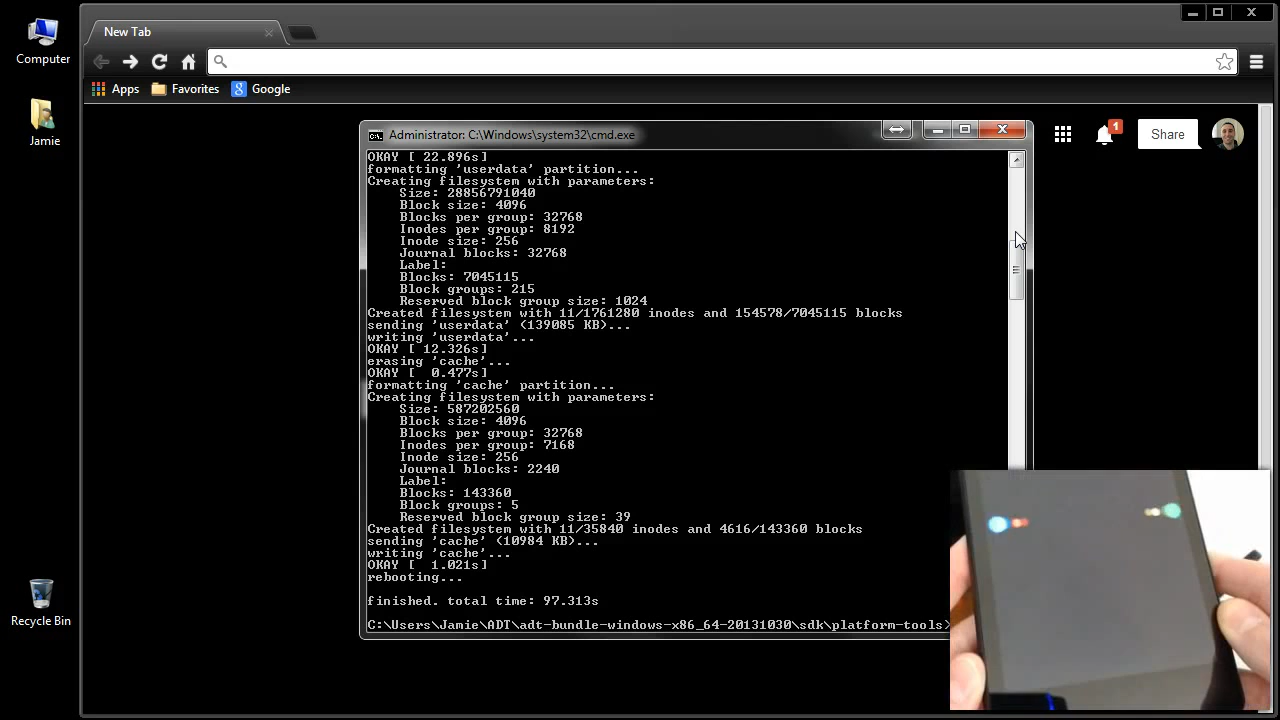 Computer
Jamie
Recycle Bin
New Tab
Apps
Favorites
Google
1
Share
Administrator: C:\Windows\system32\cmd.exe
OKAY [ 22.896s]
formatting 'userdata' partition...
Creating filesystem with parameters:
Size: 28856791040
Block size: 4096
Blocks per group: 32768
Inodes per group: 8192
Inode size: 256
Journal blocks: 32768
Label:
Blocks: 7045115
Block groups: 215
Reserved block group size: 1024
Created filesystem with 11/1761280 inodes and 154578/7045115 blocks
sending 'userdata' (139085 KB)...
writing 'userdata'...
OKAY [ 12.326s]
erasing 'cache'...
OKAY [  0.477s]
formatting 'cache' partition...
Creating filesystem with parameters:
Size: 587202560
Block size: 4096
Blocks per group: 32768
Inodes per group: 7168
Inode size: 256
Journal blocks: 2240
Label:
Blocks: 143360
Block groups: 5
Reserved block group size: 39
Created filesystem with 11/35840 inodes and 4616/143360 blocks
sending 'cache' (10984 KB)...
writing 'cache'...
OKAY [  1.021s]
rebooting...
finished. total time: 97.313s
C:\Users\Jamie\ADT\adt-bundle-windows-x86_64-20131030\sdk\platform-tools>